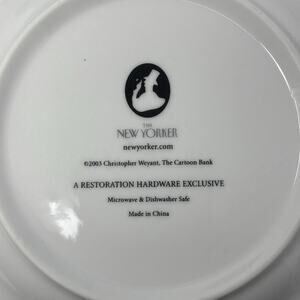 THE
NEW YORKER
newyorker.com
©2003 Christopher Weyant, The Cartoon Bank
A RESTORATION HARDWARE EXCLUSIVE
Microwave & Dishwasher Safe
Made in China